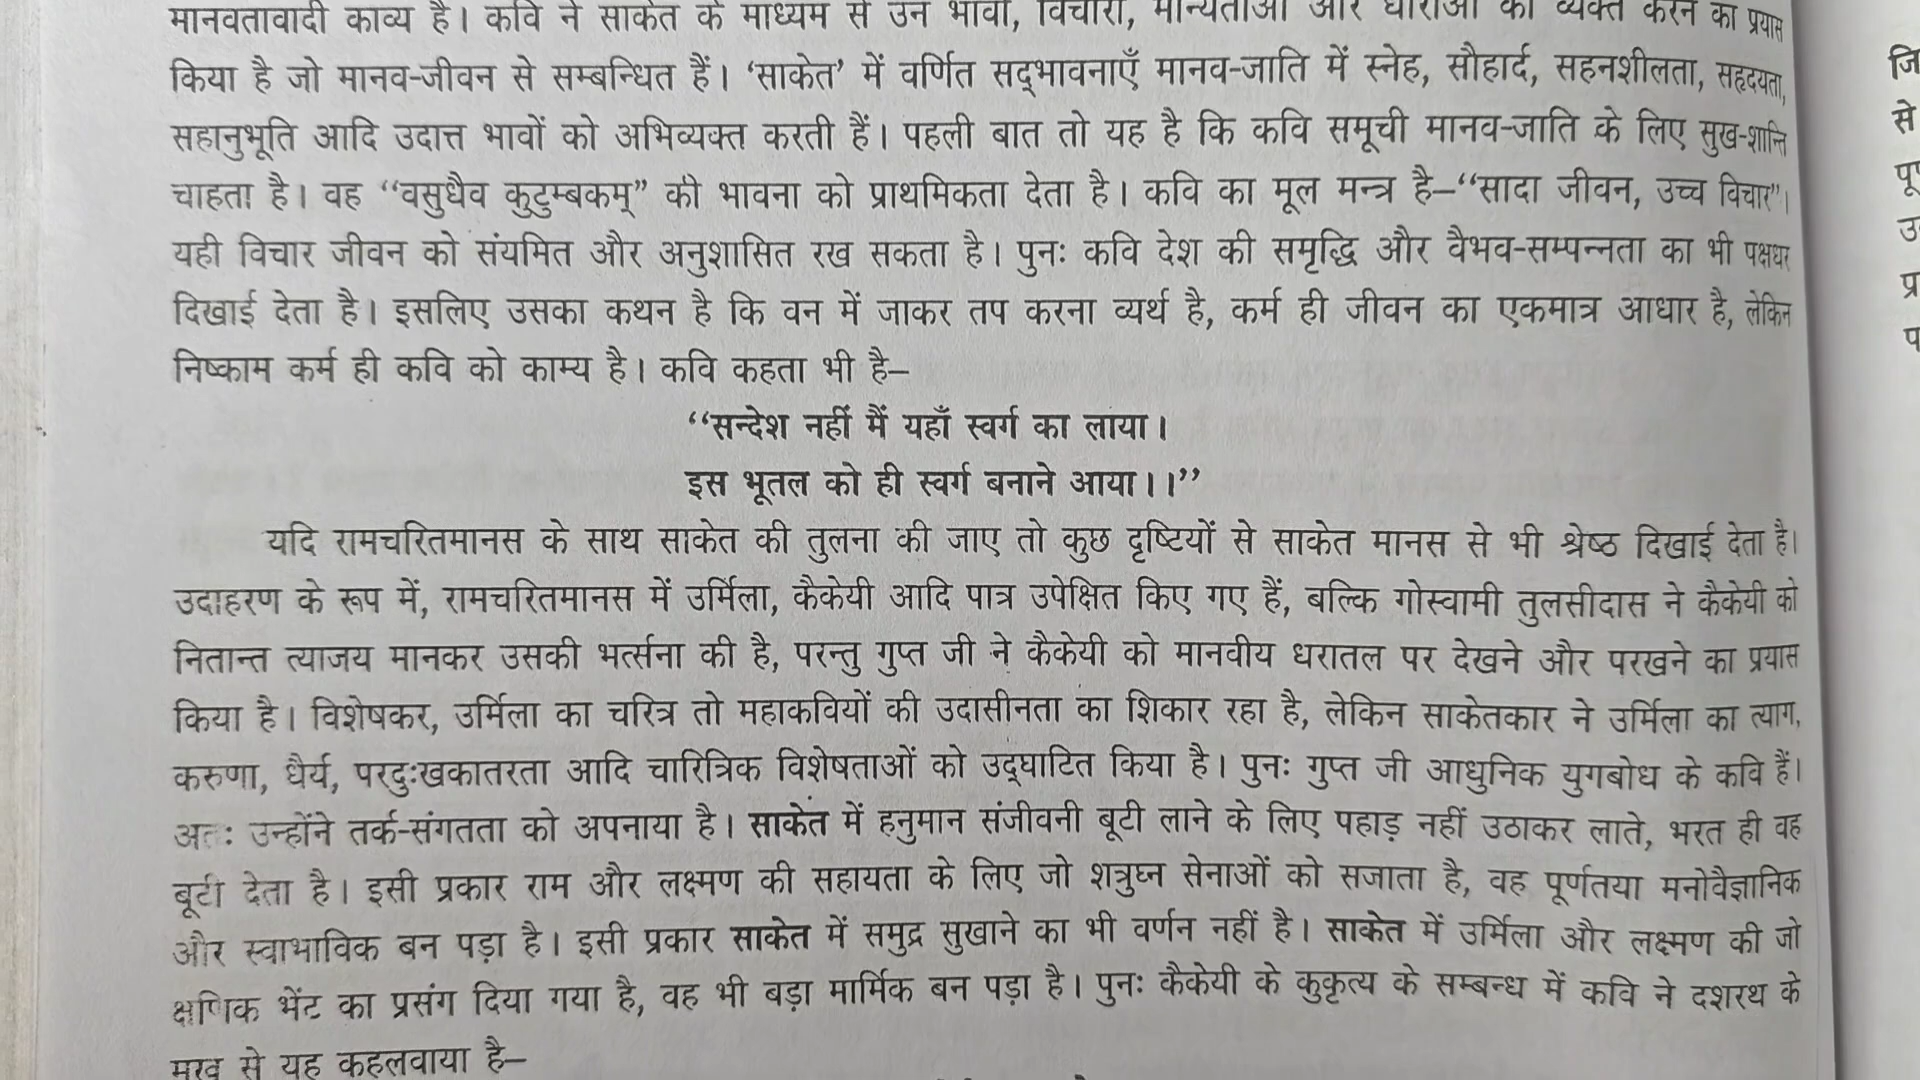 मानवतावादी काव्य है। कवि ने साकेत के माध्यम से उन भावों, विचारों, मान्यताओं और धाराओं को व्यक्त करने का प्रयास
किया है जो मानव-जीवन से सम्बन्धित हैं। ‘साकेत’ में वर्णित सद्भावनाएँ मानव-जाति में स्नेह, सौहार्द, सहनशीलता, सहृदयता,
सहानुभूति आदि उदात्त भावों को अभिव्यक्त करती हैं। पहली बात तो यह है कि कवि समूची मानव-जाति के लिए सुख-शान्ति
चाहता है। वह “वसुधैव कुटुम्बकम्” की भावना को प्राथमिकता देता है। कवि का मूल मन्त्र है–“सादा जीवन, उच्च विचार”।
यही विचार जीवन को संयमित और अनुशासित रख सकता है। पुनः कवि देश की समृद्धि और वैभव-सम्पन्नता का भी पक्षधर
दिखाई देता है। इसलिए उसका कथन है कि वन में जाकर तप करना व्यर्थ है, कर्म ही जीवन का एकमात्र आधार है, लेकिन
निष्काम कर्म ही कवि को काम्य है। कवि कहता भी है–
“सन्देश नहीं मैं यहाँ स्वर्ग का लाया।
इस भूतल को ही स्वर्ग बनाने आया।।”
यदि रामचरितमानस के साथ साकेत की तुलना की जाए तो कुछ दृष्टियों से साकेत मानस से भी श्रेष्ठ दिखाई देता है।
उदाहरण के रूप में, रामचरितमानस में उर्मिला, कैकेयी आदि पात्र उपेक्षित किए गए हैं, बल्कि गोस्वामी तुलसीदास ने कैकेयी को
नितान्त त्याजय मानकर उसकी भर्त्सना की है, परन्तु गुप्त जी ने कैकेयी को मानवीय धरातल पर देखने और परखने का प्रयास
किया है। विशेषकर, उर्मिला का चरित्र तो महाकवियों की उदासीनता का शिकार रहा है, लेकिन साकेतकार ने उर्मिला का त्याग,
करुणा, धैर्य, परदुःखकातरता आदि चारित्रिक विशेषताओं को उद्घाटित किया है। पुनः गुप्त जी आधुनिक युगबोध के कवि हैं।
अतः उन्होंने तर्क-संगतता को अपनाया है। साकेत में हनुमान संजीवनी बूटी लाने के लिए पहाड़ नहीं उठाकर लाते, भरत ही वह
बूटी देता है। इसी प्रकार राम और लक्ष्मण की सहायता के लिए जो शत्रुघ्न सेनाओं को सजाता है, वह पूर्णतया मनोवैज्ञानिक
और स्वाभाविक बन पड़ा है। इसी प्रकार साकेत में समुद्र सुखाने का भी वर्णन नहीं है। साकेत में उर्मिला और लक्ष्मण की जो
क्षणिक भेंट का प्रसंग दिया गया है, वह भी बड़ा मार्मिक बन पड़ा है। पुनः कैकेयी के कुकृत्य के सम्बन्ध में कवि ने दशरथ के
मुख से यह कहलवाया है–
जि
से